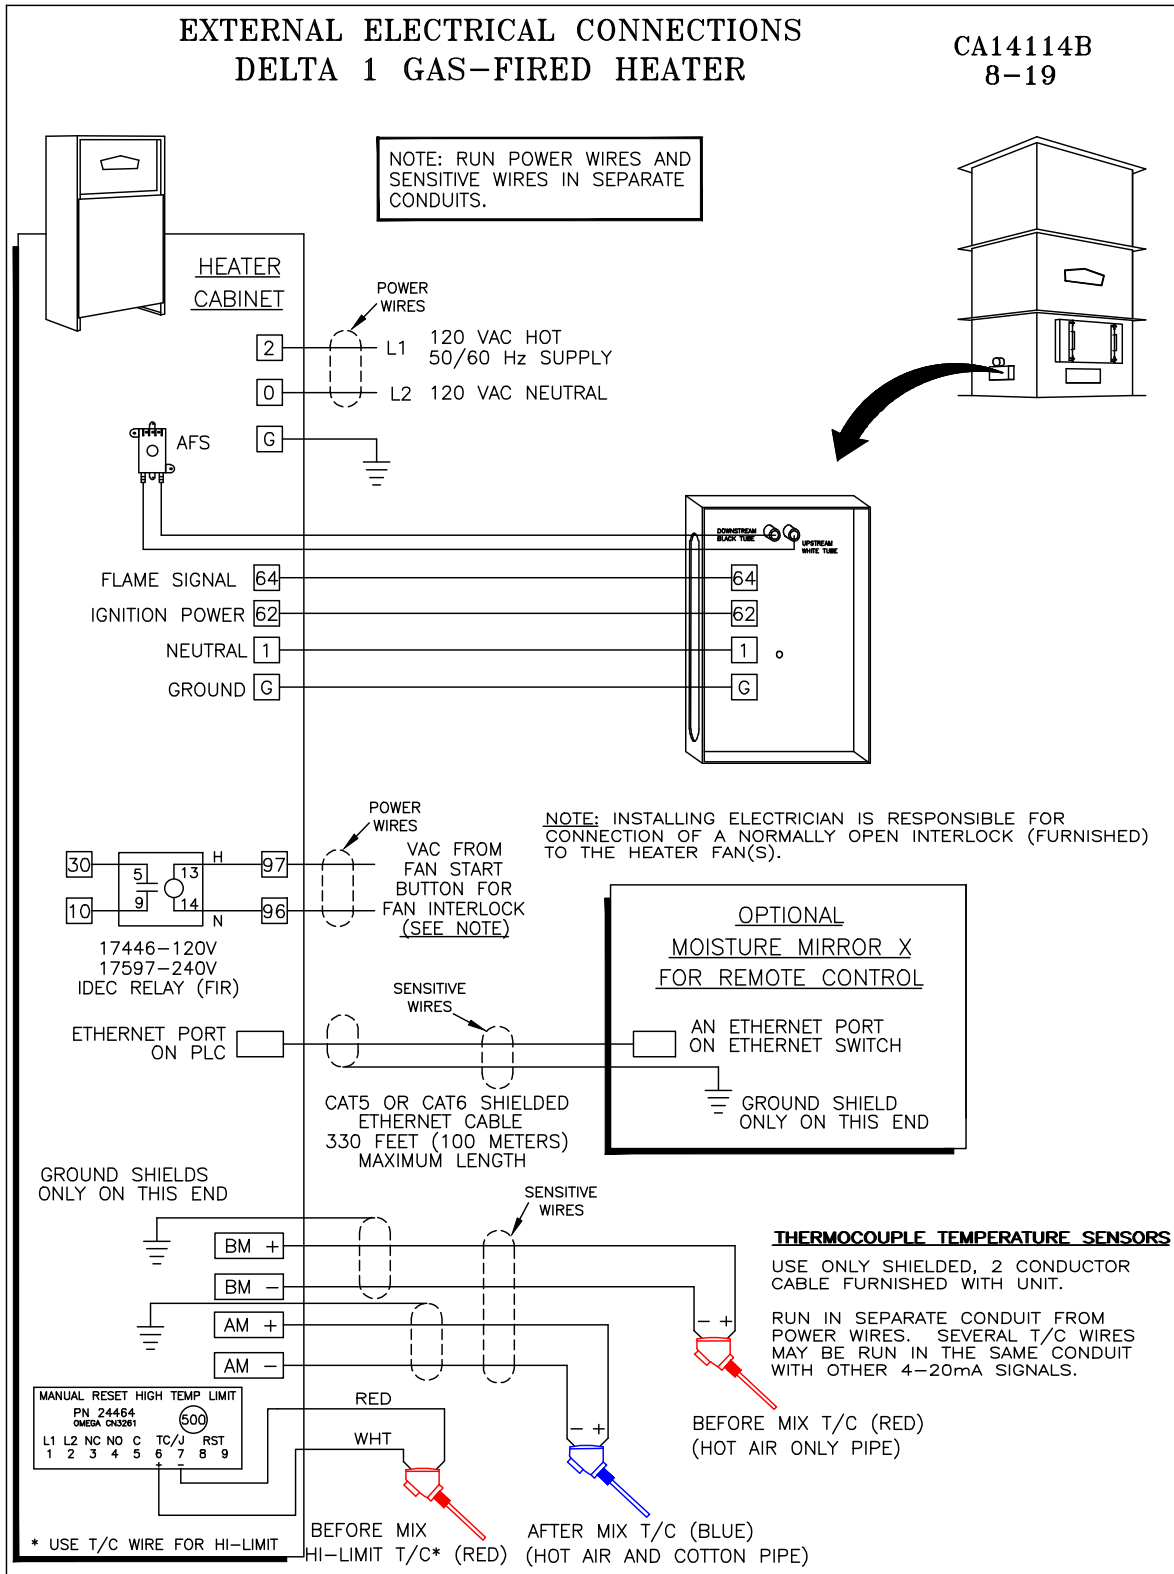 EXTERNAL ELECTRICAL CONNECTIONS
DELTA 1 GAS-FIRED HEATER
CA14114B
8-19
NOTE: RUN POWER WIRES AND
SENSITIVE WIRES IN SEPARATE
CONDUITS.
HEATER
CABINET
POWER
WIRES
2
L1
120 VAC HOT
50/60 Hz SUPPLY
0
L2
120 VAC NEUTRAL
G
AFS
DOWNSTREAM
BLACK TUBE
UPSTREAM
WHITE TUBE
FLAME SIGNAL
64
64
IGNITION POWER
62
62
NEUTRAL
1
1
GROUND
G
G
POWER
WIRES
NOTE: INSTALLING ELECTRICIAN IS RESPONSIBLE FOR
CONNECTION OF A NORMALLY OPEN INTERLOCK (FURNISHED)
TO THE HEATER FAN(S).
30
5
13
H
97
10
9
14
N
96
VAC FROM
FAN START
BUTTON FOR
FAN INTERLOCK
(SEE NOTE)
17446-120V
17597-240V
IDEC RELAY (FIR)
OPTIONAL
MOISTURE MIRROR X
FOR REMOTE CONTROL
SENSITIVE
WIRES
ETHERNET PORT
ON PLC
AN ETHERNET PORT
ON ETHERNET SWITCH
CAT5 OR CAT6 SHIELDED
ETHERNET CABLE
330 FEET (100 METERS)
MAXIMUM LENGTH
GROUND SHIELD
ONLY ON THIS END
GROUND SHIELDS
ONLY ON THIS END
SENSITIVE
WIRES
BM +
BM -
AM +
AM -
THERMOCOUPLE TEMPERATURE SENSORS
USE ONLY SHIELDED, 2 CONDUCTOR
CABLE FURNISHED WITH UNIT.
RUN IN SEPARATE CONDUIT FROM
POWER WIRES. SEVERAL T/C WIRES
MAY BE RUN IN THE SAME CONDUIT
WITH OTHER 4-20mA SIGNALS.
- +
BEFORE MIX T/C (RED)
(HOT AIR ONLY PIPE)
MANUAL RESET HIGH TEMP LIMIT
PN 24464
OMEGA CN3261
500
L1 L2 NC NO C TC/J RST
1 2 3 4 5 6 7 8 9
+ -
RED
WHT
- +
* USE T/C WIRE FOR HI-LIMIT
BEFORE MIX
HI-LIMIT T/C* (RED)
AFTER MIX T/C (BLUE)
(HOT AIR AND COTTON PIPE)